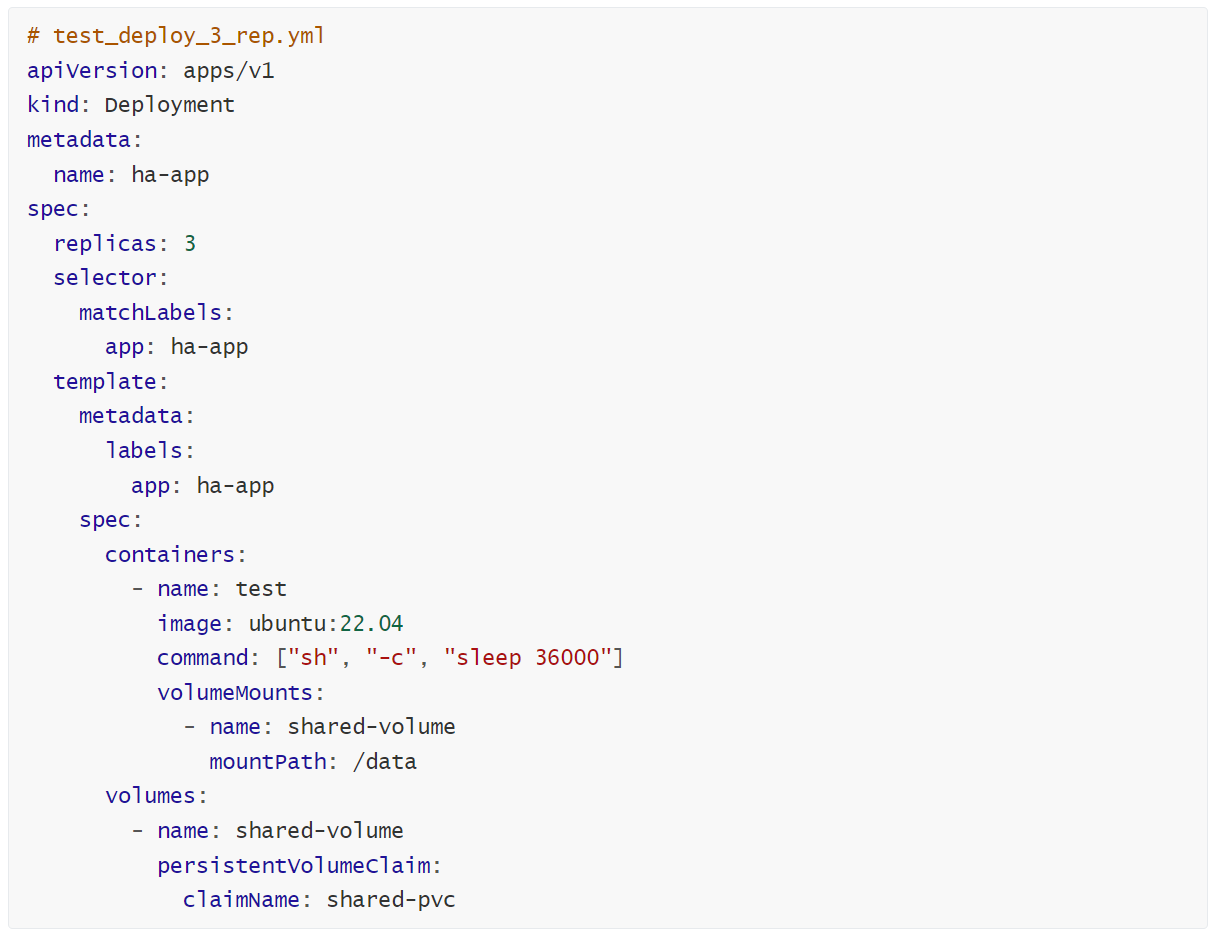 # test_deploy_3_rep.yml
apiVersion: apps/v1
kind: Deployment
metadata:
  name: ha-app
spec:
  replicas: 3
  selector:
    matchLabels:
      app: ha-app
  template:
    metadata:
      labels:
        app: ha-app
    spec:
      containers:
        - name: test
          image: ubuntu:22.04
          command: ["sh", "-c", "sleep 36000"]
          volumeMounts:
            - name: shared-volume
              mountPath: /data
      volumes:
        - name: shared-volume
          persistentVolumeClaim:
            claimName: shared-pvc